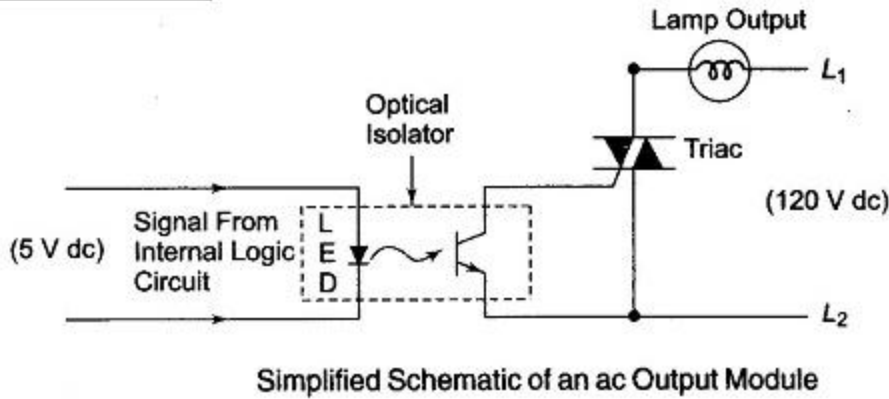 Lamp Output
L1
Optical
Isolator
Triac
(120 V dc)
(5 V dc)
Signal From
Internal Logic
Circuit
L
E
D
L2
Simplified Schematic of an ac Output Module